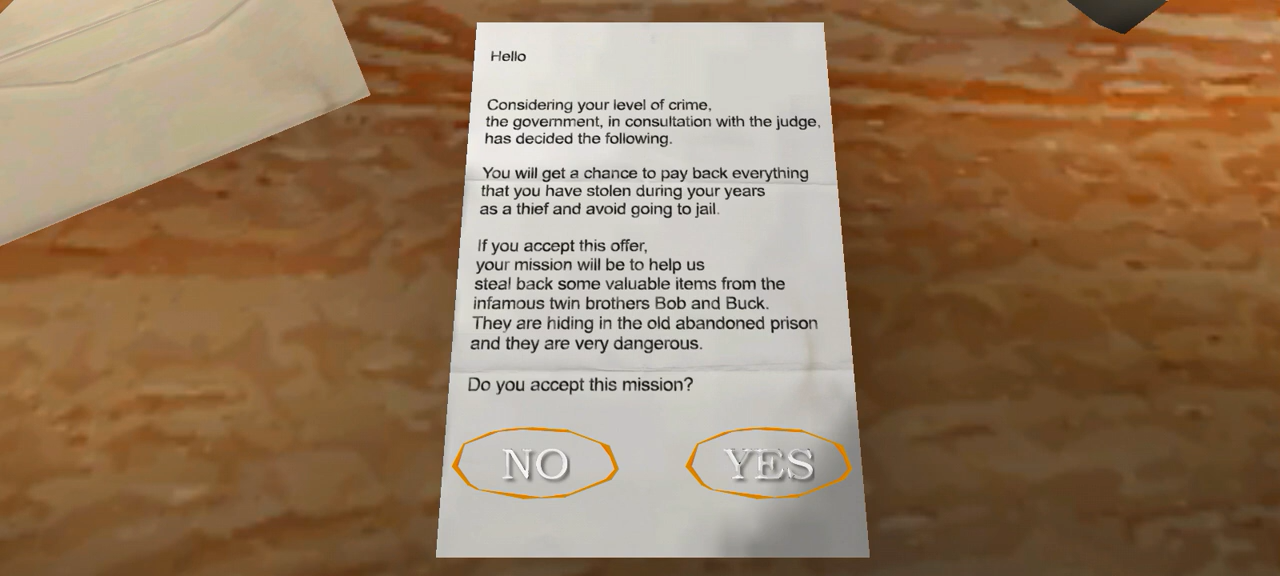 Hello
Considering your level of crime,
the government, in consultation with the judge,
has decided the following.
You will get a chance to pay back everything
that you have stolen during your years
as a thief and avoid going to jail.
If you accept this offer,
your mission will be to help us
steal back some valuable items from the
infamous twin brothers Bob and Buck.
They are hiding in the old abandoned prison
and they are very dangerous.
Do you accept this mission?
NO YES